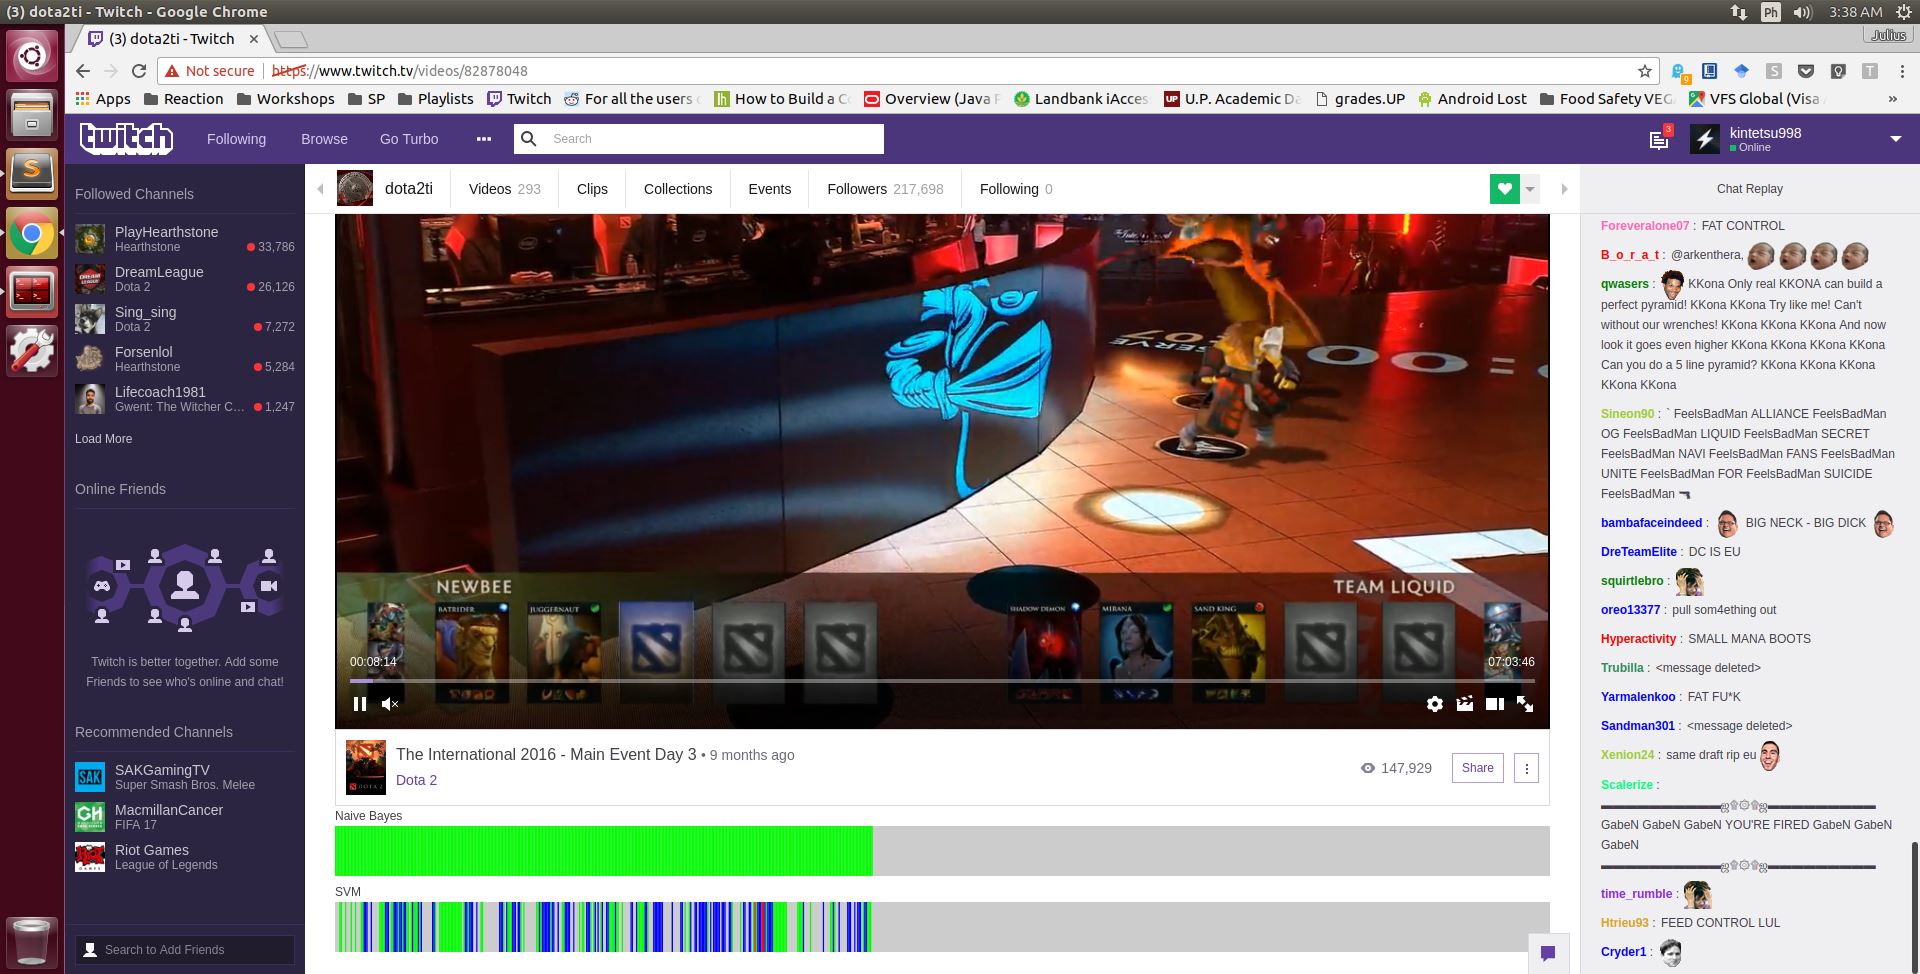 (3) dota2ti - Twitch - Google Chrome
Ph
3:38 AM
(3) dota2ti - Twitch
Julius
Not secure
https://www.twitch.tv/videos/82878048
9
S
T
Apps
Reaction
Workshops
SP
Playlists
Twitch
For all the users
How to Build a C
Overview (Java
Landbank iAcces
U.P. Academic Da
grades.UP
Android Lost
Food Safety VEG
VFS Global (Visa
»
twitch
Following
Browse
Go Turbo
Search
3
kintetsu998
Online
Followed Channels
PlayHearthstone
Hearthstone
33,786
DreamLeague
Dota 2
26,126
Sing_sing
Dota 2
7,272
Forsenlol
Hearthstone
5,284
Lifecoach1981
Gwent: The Witcher C...
1,247
Load More
Online Friends
Twitch is better together. Add some
Friends to see who's online and chat!
Recommended Channels
SAK
SAKGamingTV
Super Smash Bros. Melee
GH
MacmillanCancer
FIFA 17
Riot Games
League of Legends
Search to Add Friends
dota2ti
Videos 293
Clips
Collections
Events
Followers 217,698
Following 0
NEWBEE
TEAM LIQUID
BATRIDER
JUGGERNAUT
SHADOW DEMON
MIRANA
SAND KING
00:08:14
07:03:46
The International 2016 - Main Event Day 3 • 9 months ago
Dota 2
147,929
Share
Naive Bayes
SVM
Chat Replay
Foreveralone07 : FAT CONTROL
B_o_r_a_t : @arkenthera,
qwasers : KKona Only real KKONA can build a
perfect pyramid! KKona KKona Try like me! Can't
without our wrenches! KKona KKona KKona And now
look it goes even higher KKona KKona KKona KKona
Can you do a 5 line pyramid? KKona KKona KKona
KKona KKona
Sineon90 : ` FeelsBadMan ALLIANCE FeelsBadMan
OG FeelsBadMan LIQUID FeelsBadMan SECRET
FeelsBadMan NAVI FeelsBadMan FANS FeelsBadMan
UNITE FeelsBadMan FOR FeelsBadMan SUICIDE
FeelsBadMan
bambafaceindeed : BIG NECK - BIG DICK
DreTeamElite : DC IS EU
squirtlebro :
oreo13377 : pull som4ething out
Hyperactivity : SMALL MANA BOOTS
Trubilla : <message deleted>
Yarmalenkoo : FAT FU*K
Sandman301 : <message deleted>
Xenion24 : same draft rip eu
Scalerize :
GabeN GabeN GabeN YOU'RE FIRED GabeN GabeN
GabeN
time_rumble :
Htrieu93 : FEED CONTROL LUL
Cryder1 :